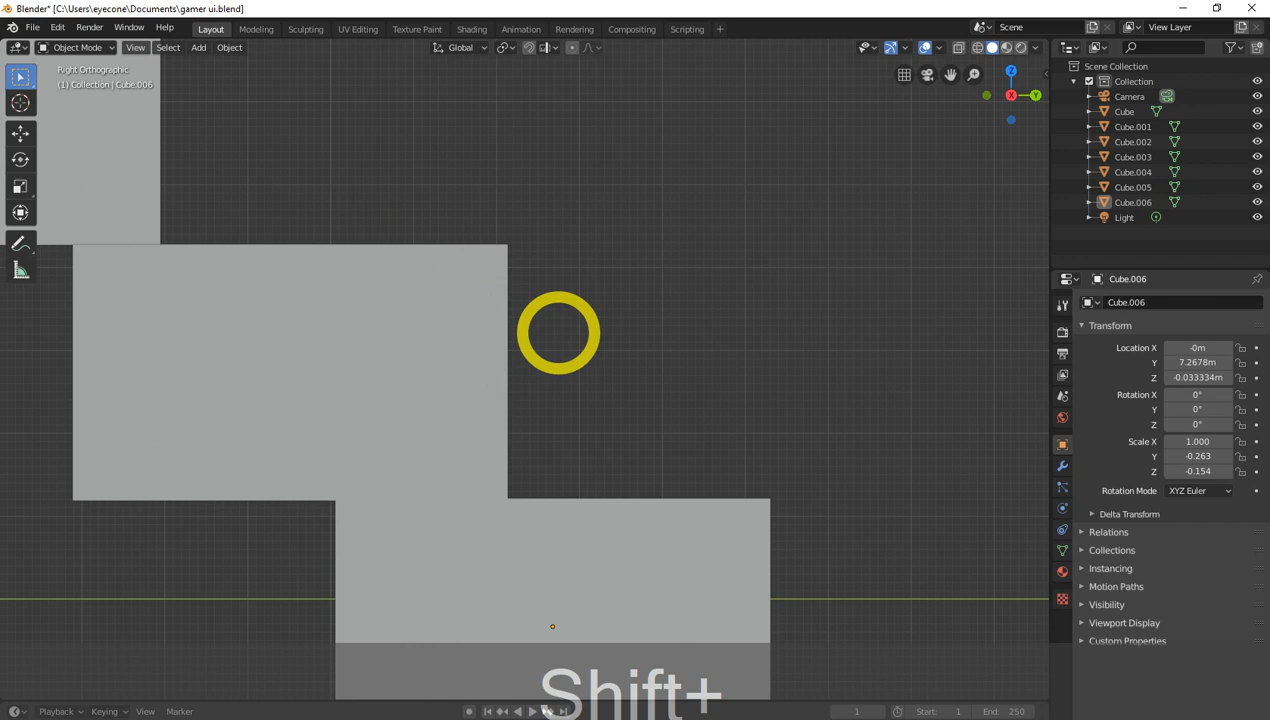 Blender* [C:\Users\eyecone\Documents\gamer ui.blend]
File Edit Render Window Help Layout Modeling Sculpting UV Editing Texture Paint Shading Animation Rendering Compositing Scripting + Scene View Layer
Object Mode View Select Add Object Global
Right Orthographic
(1) Collection | Cube.006
Z
X
Y
Scene Collection
Collection
Camera
Cube
Cube.001
Cube.002
Cube.003
Cube.004
Cube.005
Cube.006
Light
Cube.006
Cube.006
Transform
Location X -0m
Y 7.2678m
Z -0.033334m
Rotation X 0°
Y 0°
Z 0°
Scale X 1.000
Y -0.263
Z -0.154
Rotation Mode XYZ Euler
Delta Transform
Relations
Collections
Instancing
Motion Paths
Visibility
Viewport Display
Custom Properties
Shift+
Playback Keying View Marker 1 Start: 1 End: 250